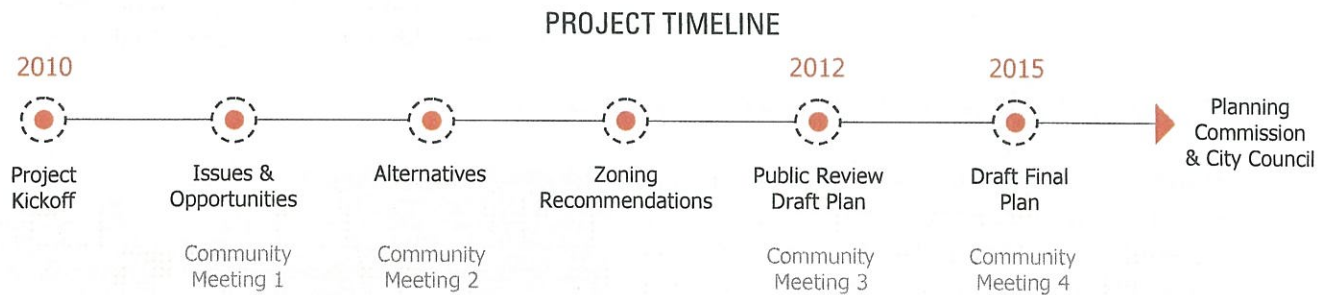 PROJECT TIMELINE
2010
2012
2015
Project
Kickoff
Issues &
Opportunities
Alternatives
Zoning
Recommendations
Public Review
Draft Plan
Draft Final
Plan
Planning
Commission
& City Council
Community
Meeting 1
Community
Meeting 2
Community
Meeting 3
Community
Meeting 4